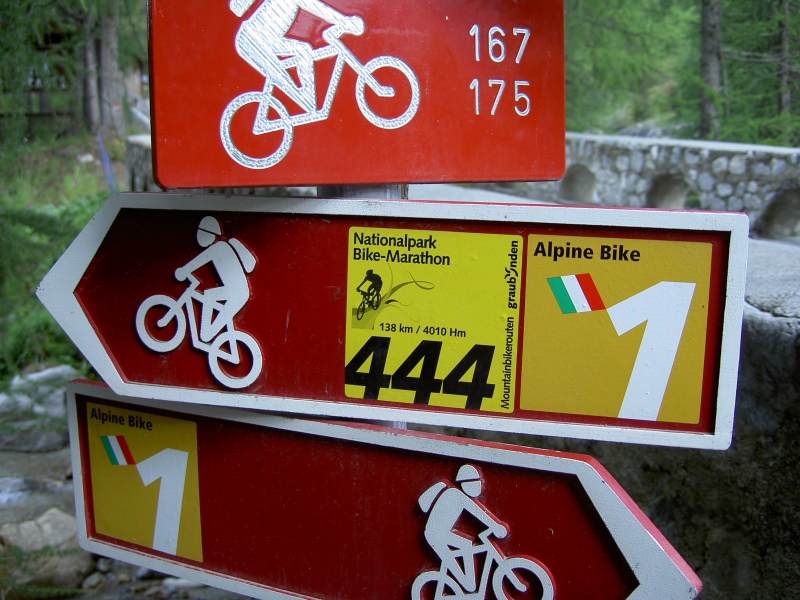 167
175
Nationalpark
Bike-Marathon
138 km / 4010 Hm
444
Mountainbikerouten graubünden
Alpine Bike
1
Alpine Bike
1